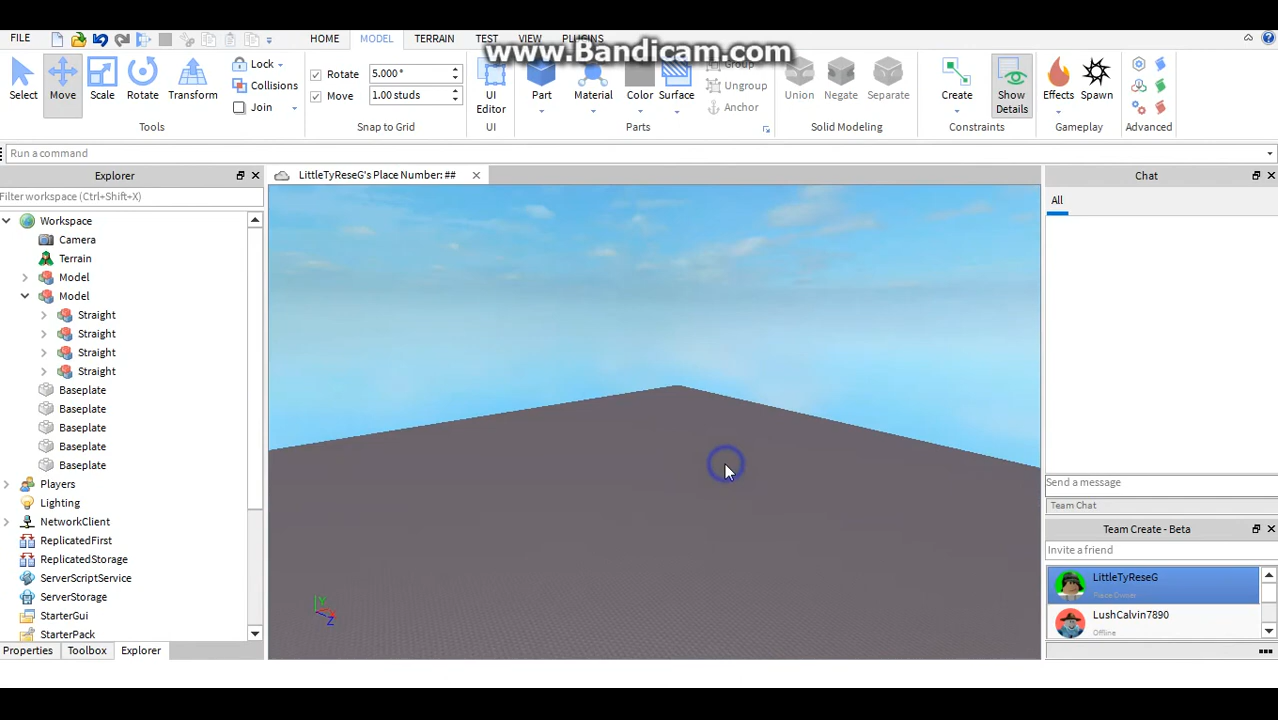 FILE
HOME
MODEL
TERRAIN
TEST
VIEW
PLUGINS
www.Bandicam.com
Select
Move
Scale
Rotate
Transform
Lock
Collisions
Join
Tools
Rotate
5.000 °
Move
1.00 studs
Snap to Grid
UI
Editor
UI
Part
Material
Color
Surface
Group
Ungroup
Anchor
Parts
Union
Negate
Separate
Solid Modeling
Create
Show
Details
Constraints
Effects
Spawn
Gameplay
Advanced
Run a command
Explorer
Filter workspace (Ctrl+Shift+X)
Workspace
Camera
Terrain
Model
Model
Straight
Straight
Straight
Straight
Baseplate
Baseplate
Baseplate
Baseplate
Baseplate
Players
Lighting
NetworkClient
ReplicatedFirst
ReplicatedStorage
ServerScriptService
ServerStorage
StarterGui
StarterPack
Properties
Toolbox
Explorer
LittleTyReseG's Place Number: ##
Y
X
Z
Chat
All
Send a message
Team Chat
Team Create - Beta
Invite a friend
LittleTyReseG
Place Owner
LushCalvin7890
Offline